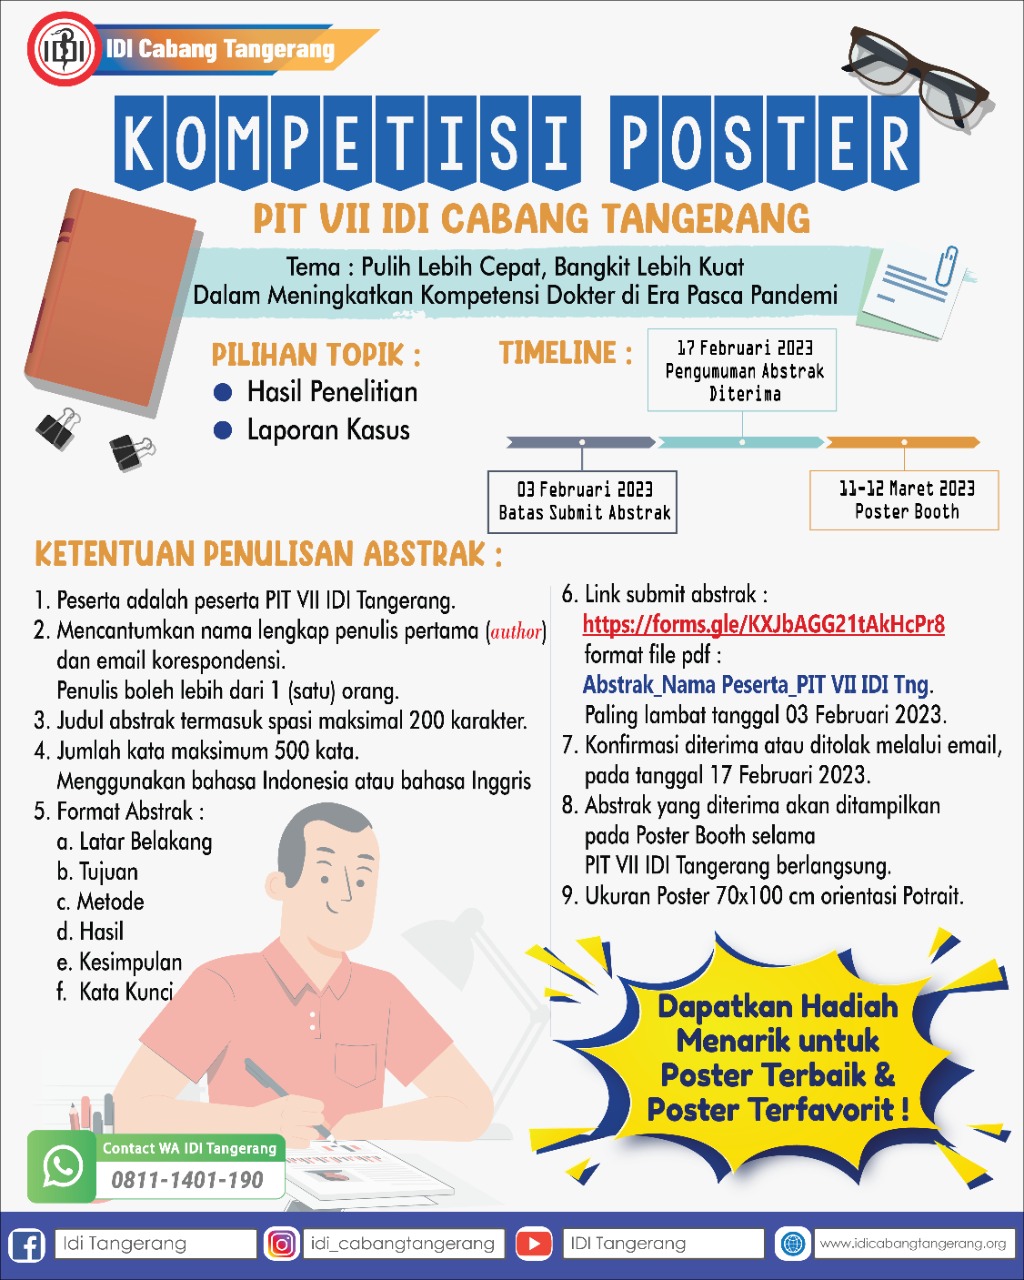 IDI Cabang Tangerang
KOMPETISI POSTER
PIT VII IDI CABANG TANGERANG
Tema : Pulih Lebih Cepat, Bangkit Lebih Kuat
Dalam Meningkatkan Kompetensi Dokter di Era Pasca Pandemi
PILIHAN TOPIK :
Hasil Penelitian
Laporan Kasus
TIMELINE :
17 Februari 2023
Pengumuman Abstrak
Diterima
03 Februari 2023
Batas Submit Abstrak
11-12 Maret 2023
Poster Booth
KETENTUAN PENULISAN ABSTRAK :
1. Peserta adalah peserta PIT VII IDI Tangerang.
2. Mencantumkan nama lengkap penulis pertama (author)
dan email korespondensi.
Penulis boleh lebih dari 1 (satu) orang.
3. Judul abstrak termasuk spasi maksimal 200 karakter.
4. Jumlah kata maksimum 500 kata.
Menggunakan bahasa Indonesia atau bahasa Inggris
5. Format Abstrak :
a. Latar Belakang
b. Tujuan
c. Metode
d. Hasil
e. Kesimpulan
f. Kata Kunci
6. Link submit abstrak :
https://forms.gle/KXJbAGG21tAkHcPr8
format file pdf :
Abstrak_Nama Peserta_PIT VII IDI Tng.
Paling lambat tanggal 03 Februari 2023.
7. Konfirmasi diterima atau ditolak melalui email,
pada tanggal 17 Februari 2023.
8. Abstrak yang diterima akan ditampilkan
pada Poster Booth selama
PIT VII IDI Tangerang berlangsung.
9. Ukuran Poster 70x100 cm orientasi Potrait.
Dapatkan Hadiah
Menarik untuk
Poster Terbaik &
Poster Terfavorit !
Contact WA IDI Tangerang
0811-1401-190
Idi Tangerang
idi_cabangtangerang
IDI Tangerang
www.idicabangtangerang.org